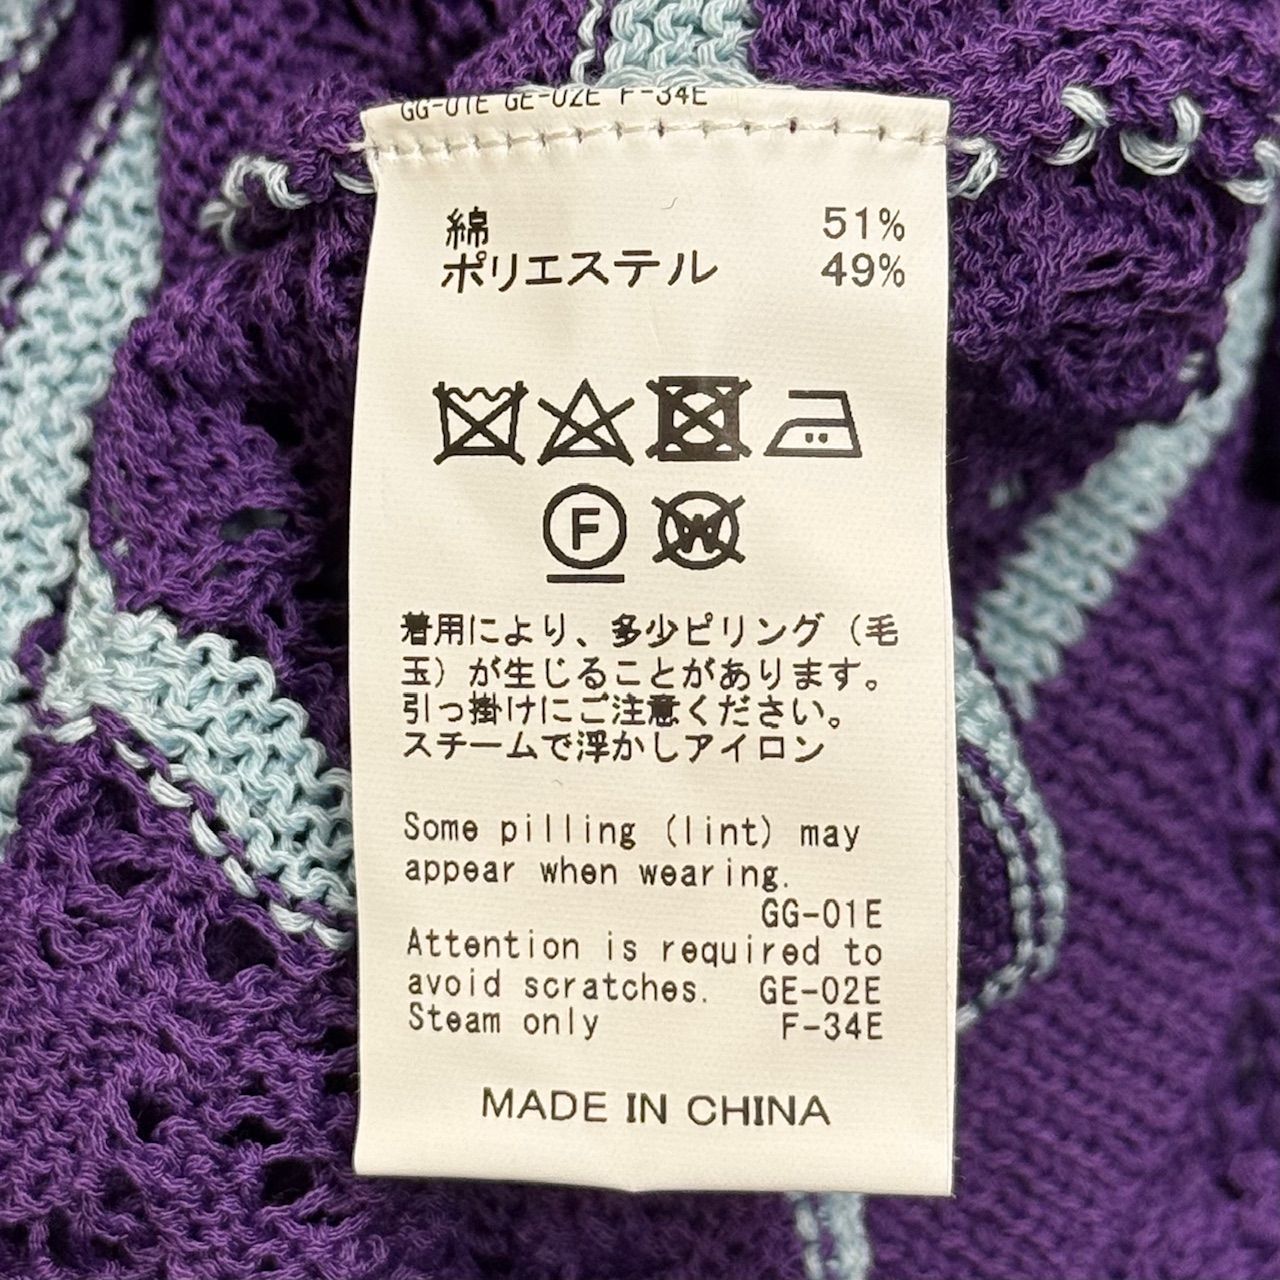 GG-01E GE-02E F-34E
綿 51%
ポリエステル 49%
F
W
着用により、多少ピリング（毛
玉）が生じることがあります。
引っ掛けにご注意ください。
スチームで浮かしアイロン
Some pilling (lint) may
appear when wearing.
GG-01E
Attention is required to
avoid scratches. GE-02E
Steam only F-34E
MADE IN CHINA